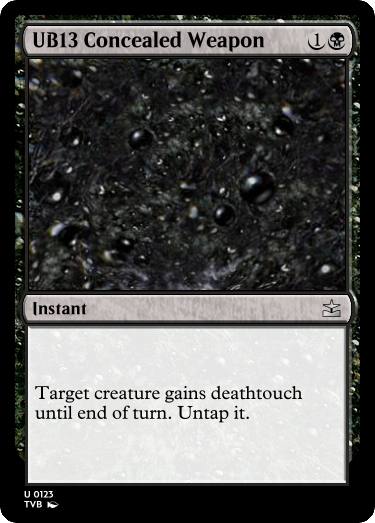 UB13 Concealed Weapon 1
Instant
Target creature gains deathtouch
until end of turn. Untap it.
U 0123
TVB